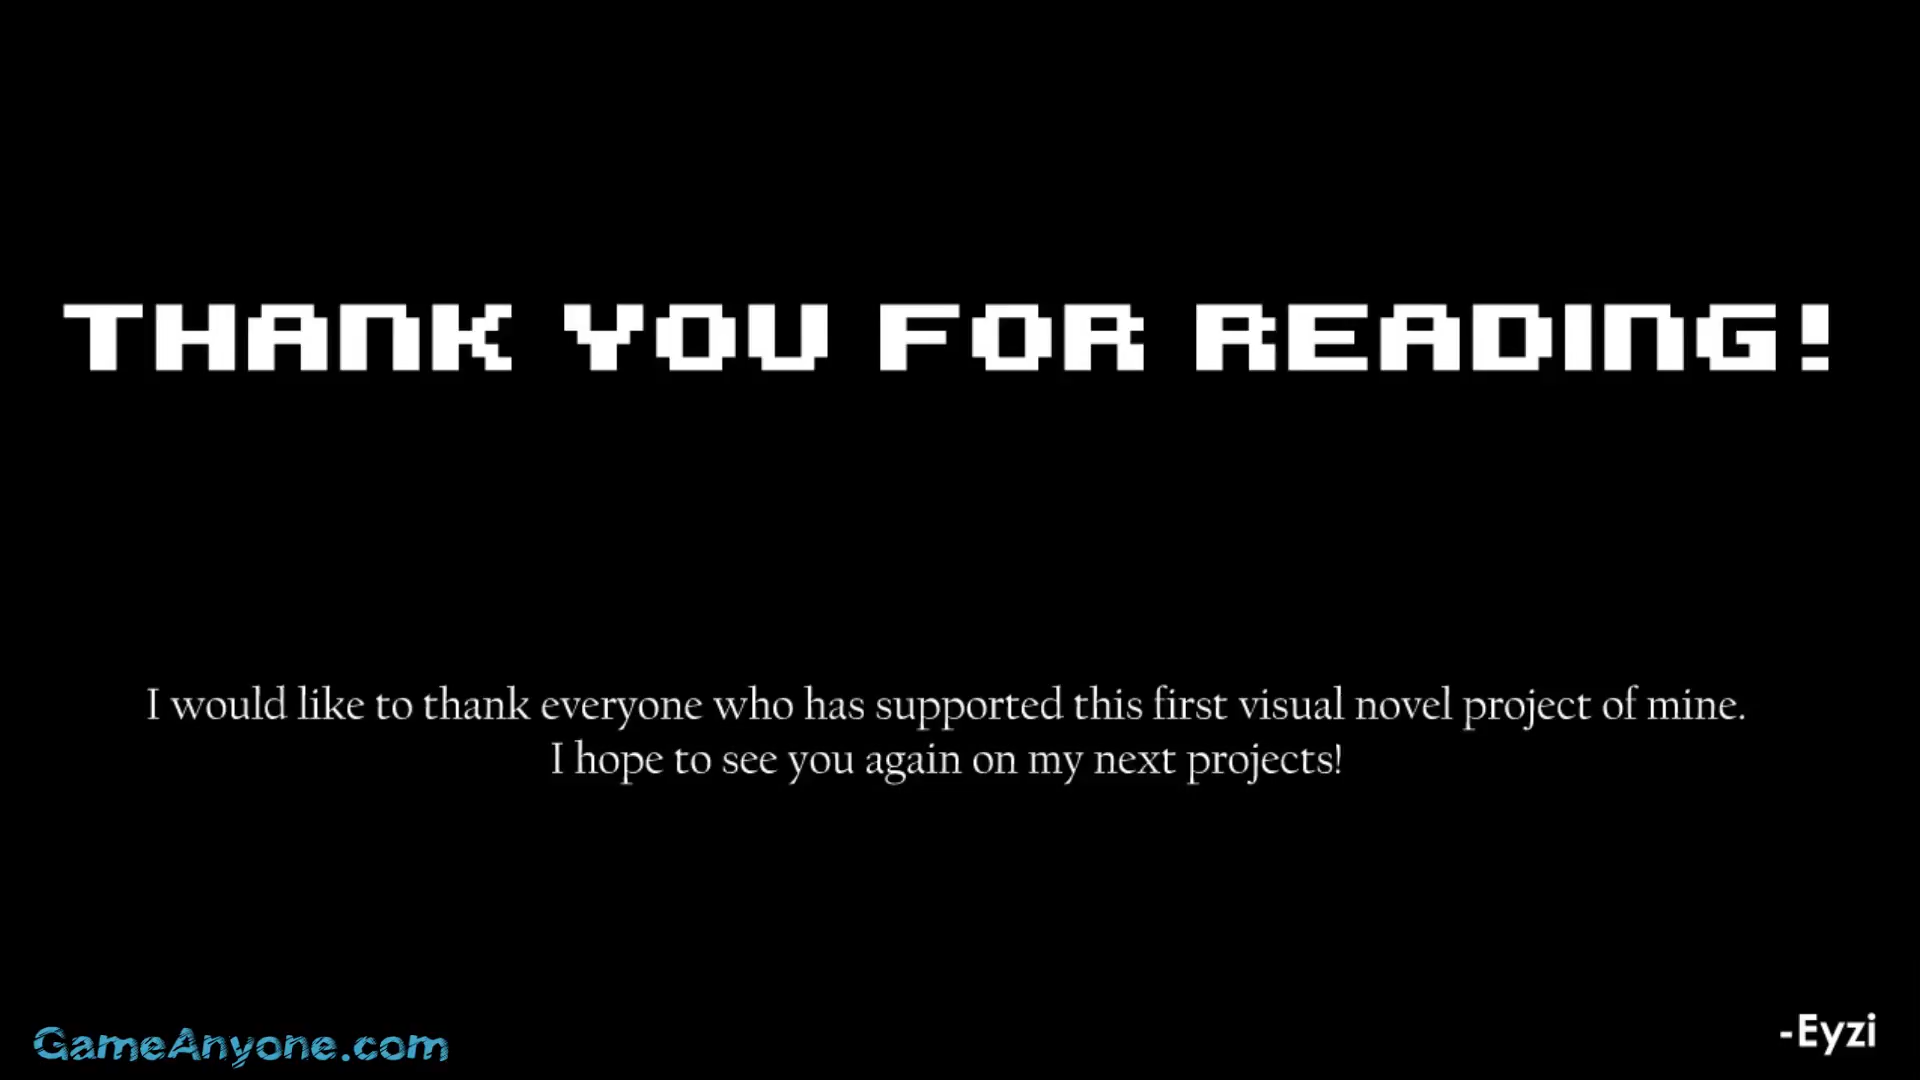 THANK YOU FOR READING!
I would like to thank everyone who has supported this first visual novel project of mine.
I hope to see you again on my next projects!
GameAnyone.com
-Eyzi